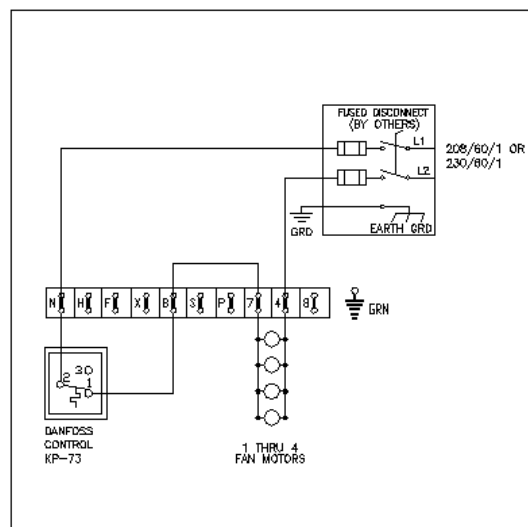 FUSED DISCONNECT
(BY OTHERS)
L1
208/60/1 OR
230/60/1
L2
GRD
EARTH GRD
N H F X B S P 7 4 8
GRN
3
2
1
DANFOSS
CONTROL
KP-73
1 THRU 4
FAN MOTORS